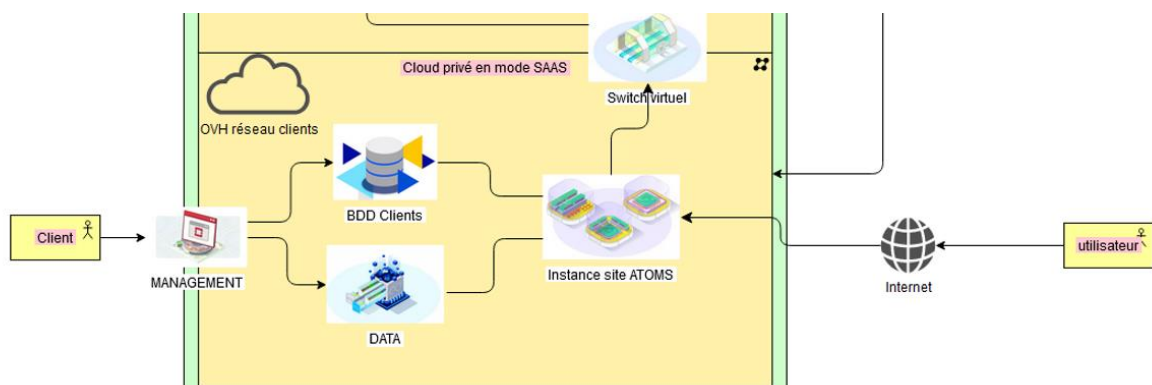 Cloud privé en mode SAAS
Switch virtuel
OVH réseau clients
BDD Clients
Client
utilisateur
MANAGEMENT
Instance site ATOMS
Internet
DATA